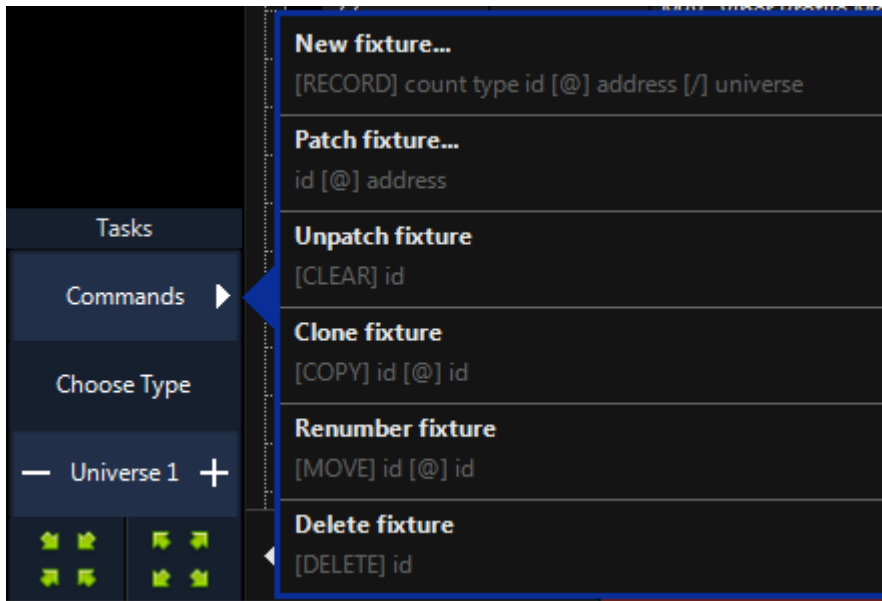 New fixture...
[RECORD] count type id [@] address [/] universe
Patch fixture...
id [@] address
Tasks
Unpatch fixture
Commands
[CLEAR] id
Clone fixture
[COPY] id [@] id
Choose Type
Renumber fixture
[MOVE] id [@] id
Universe 1
Delete fixture
[DELETE] id